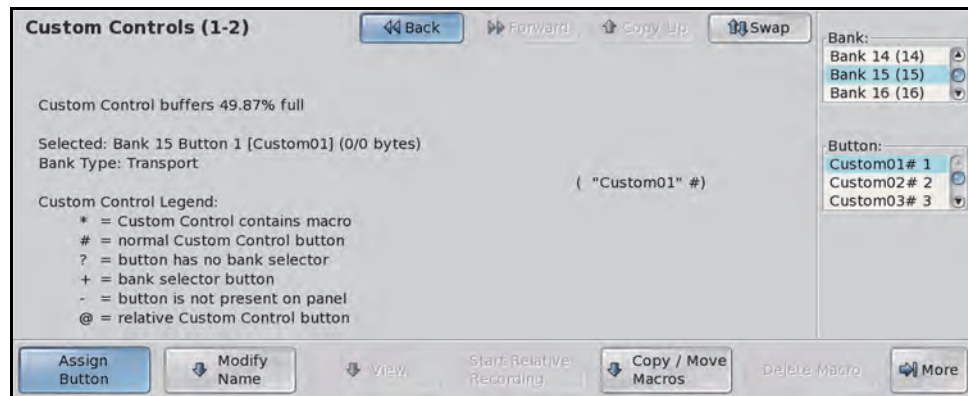 Custom Controls (1-2)
Back
Forward
Copy Up
Swap
Bank:
Bank 14 (14)
Bank 15 (15)
Bank 16 (16)
Custom Control buffers 49.87% full
Selected: Bank 15 Button 1 [Custom01] (0/0 bytes)
Bank Type: Transport
( "Custom01" #)
Button:
Custom01# 1
Custom02# 2
Custom03# 3
Custom Control Legend:
* = Custom Control contains macro
# = normal Custom Control button
? = button has no bank selector
+ = bank selector button
- = button is not present on panel
@ = relative Custom Control button
Assign
Button
Modify
Name
View
Start Relative
Recording
Copy / Move
Macros
Delete Macro
More